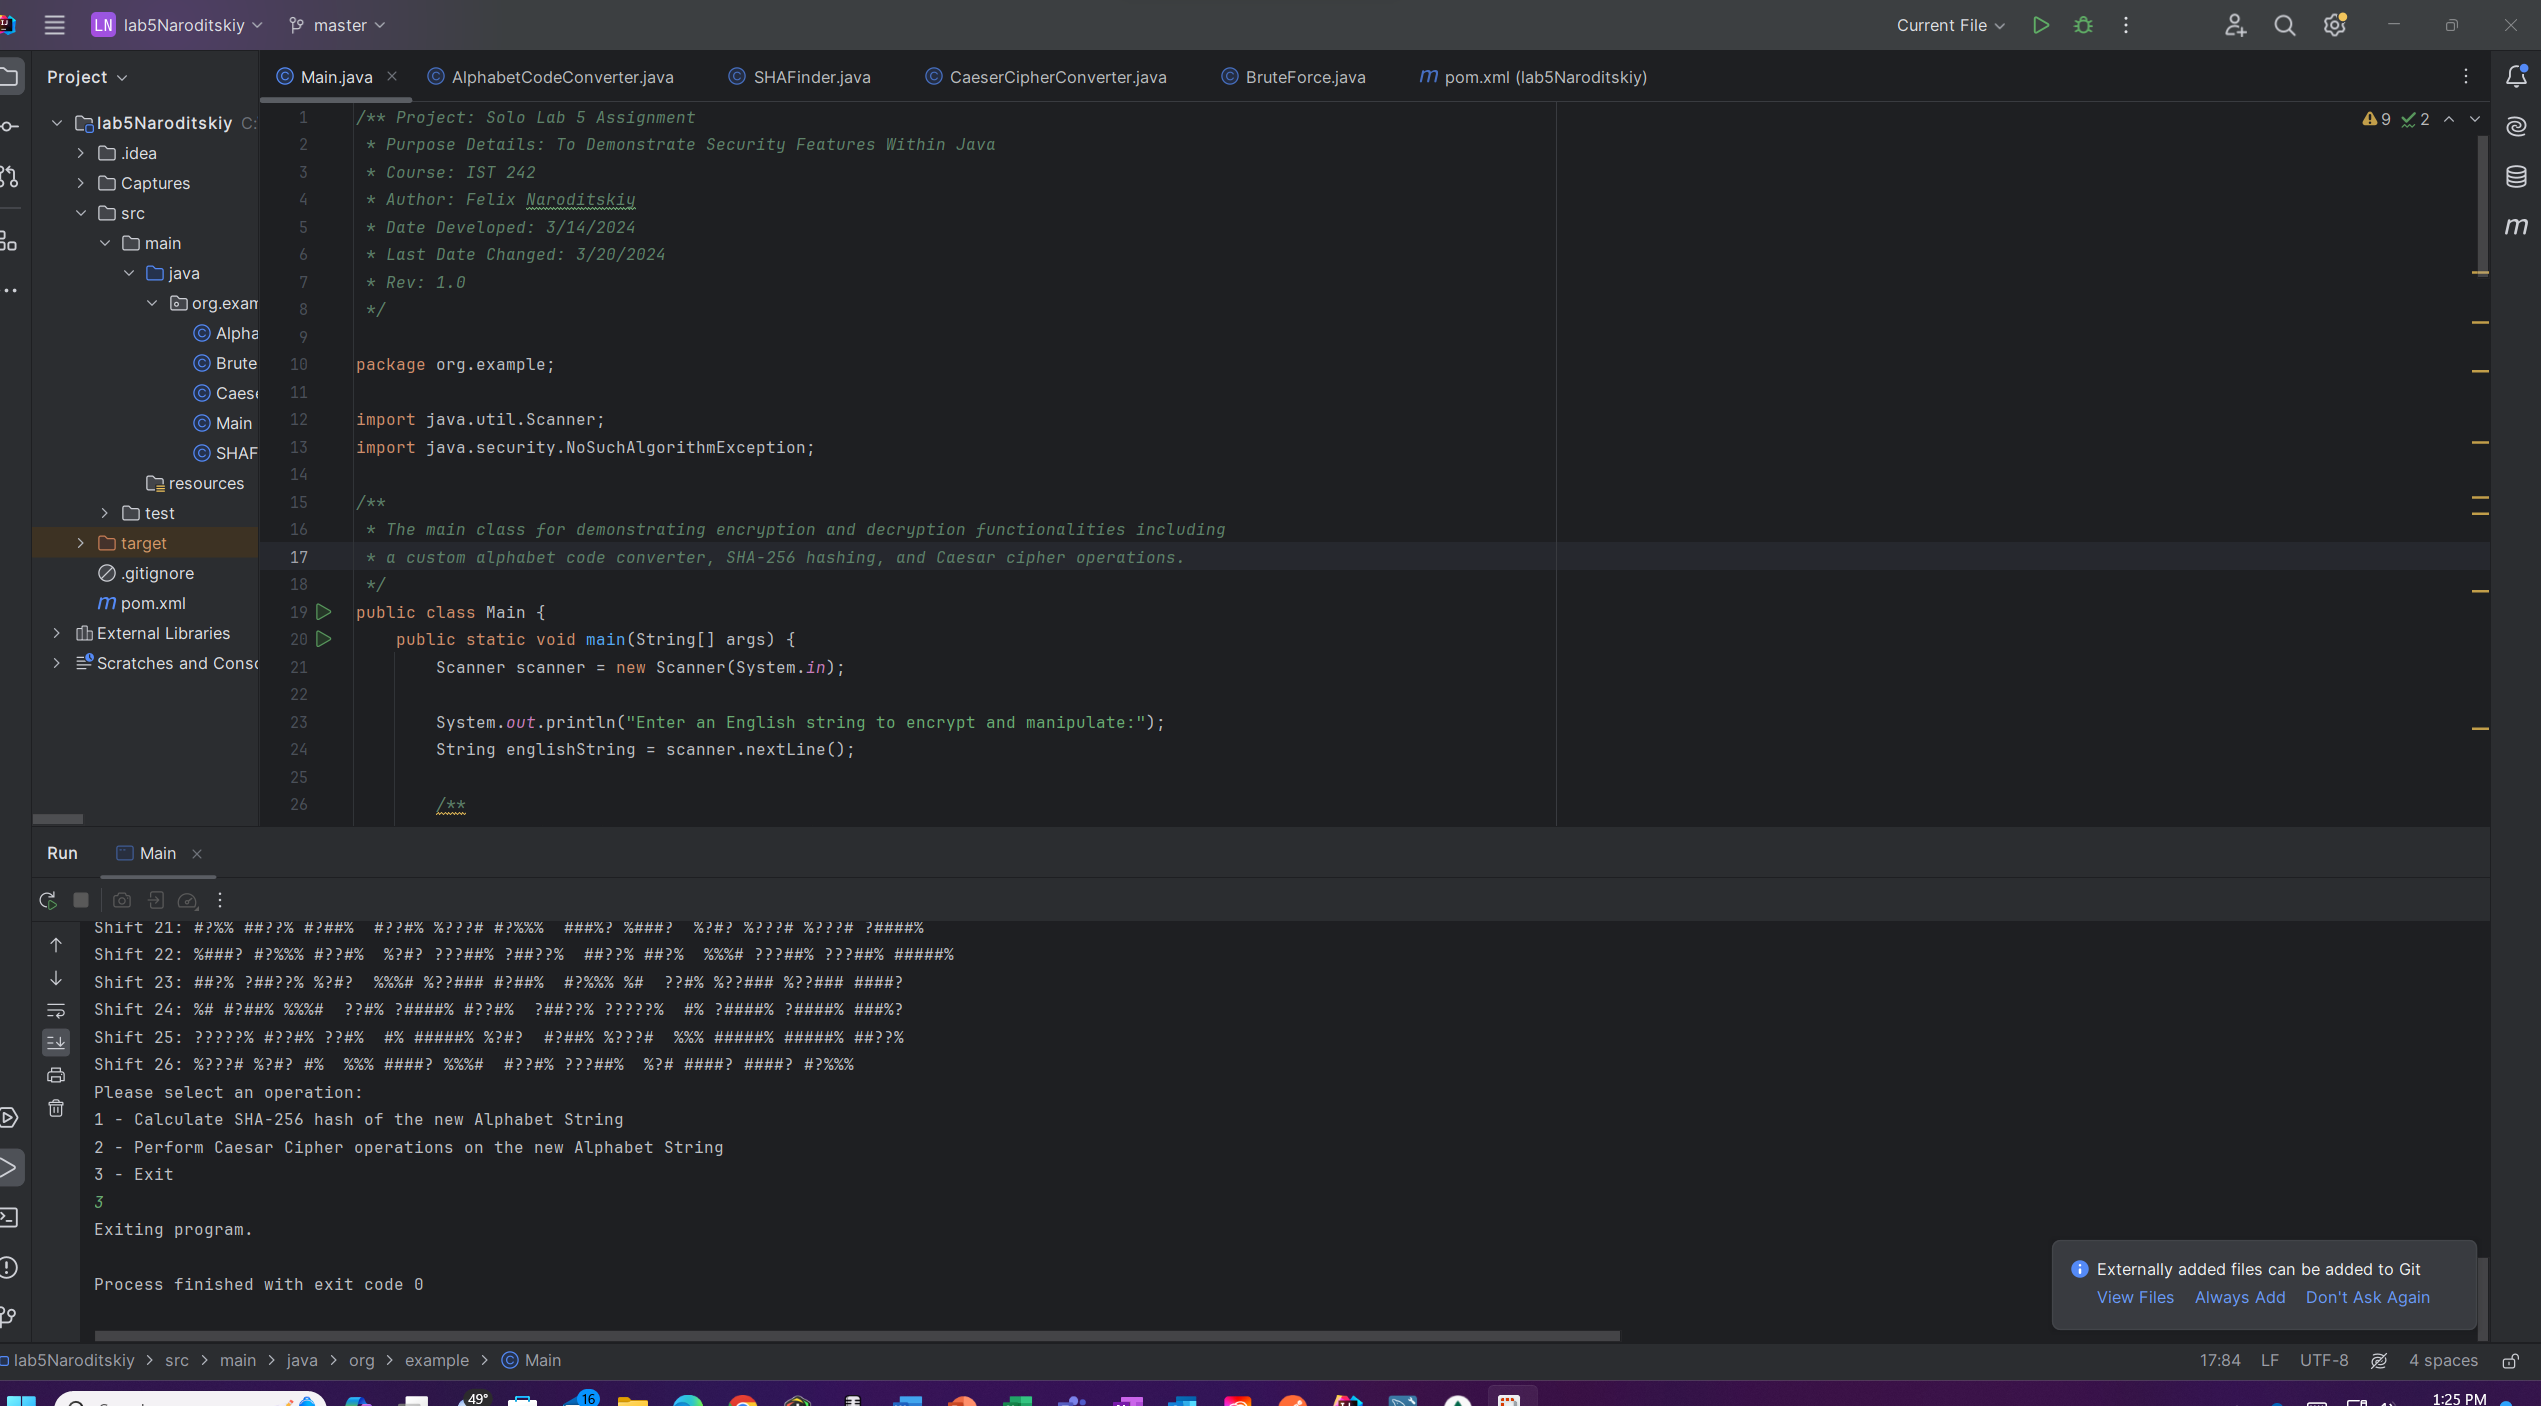 LN lab5Naroditskiy master Current File
Project
Main.java AlphabetCodeConverter.java SHAFinder.java CaeserCipherConverter.java BruteForce.java m pom.xml (lab5Naroditskiy)
lab5Naroditskiy C:
.idea
Captures
src
main
java
org.exam
Alpha
Brute
Caese
Main
SHAF
resources
test
target
.gitignore
m pom.xml
External Libraries
Scratches and Conso
9 2
m
1 /** Project: Solo Lab 5 Assignment
2 * Purpose Details: To Demonstrate Security Features Within Java
3 * Course: IST 242
4 * Author: Felix Naroditskiy
5 * Date Developed: 3/14/2024
6 * Last Date Changed: 3/20/2024
7 * Rev: 1.0
8 */
9
10 package org.example;
11
12 import java.util.Scanner;
13 import java.security.NoSuchAlgorithmException;
14
15 /**
16 * The main class for demonstrating encryption and decryption functionalities including
17 * a custom alphabet code converter, SHA-256 hashing, and Caesar cipher operations.
18 */
19 public class Main {
20 public static void main(String[] args) {
21 Scanner scanner = new Scanner(System.in);
22
23 System.out.println("Enter an English string to encrypt and manipulate:");
24 String englishString = scanner.nextLine();
25
26 /**
Run Main
Shift 21: #?%% ##??% #?##%  #??#% %???# #?%%%  ###%? %###?  %?#? %???# %???# ?####%
Shift 22: %###? #?%%% #??#%  %?#? ???##% ?##??%  ##??% ##?%  %%%# ???##% ???##% #####%
Shift 23: ##?% ?##??% %?#?  %%%# %??### #?##%  #?%%% %#  ??#% %??### %??### ####?
Shift 24: %# #?##% %%%#  ??#% ?####% #??#%  ?##??% ?????%  #% ?####% ?####% ###%?
Shift 25: ?????% #??#% ??#%  #% #####% %?#?  #?##% %???#  %%% #####% #####% ##??%
Shift 26: %???# %?#? #%  %%% ####? %%%#  #??#% ???##%  %?# ####? ####? #?%%%
Please select an operation:
1 - Calculate SHA-256 hash of the new Alphabet String
2 - Perform Caesar Cipher operations on the new Alphabet String
3 - Exit
3
Exiting program.
Process finished with exit code 0
Externally added files can be added to Git
View Files Always Add Don't Ask Again
lab5Naroditskiy > src > main > java > org > example > Main
17:84 LF UTF-8 4 spaces
49° 16 1:25 PM